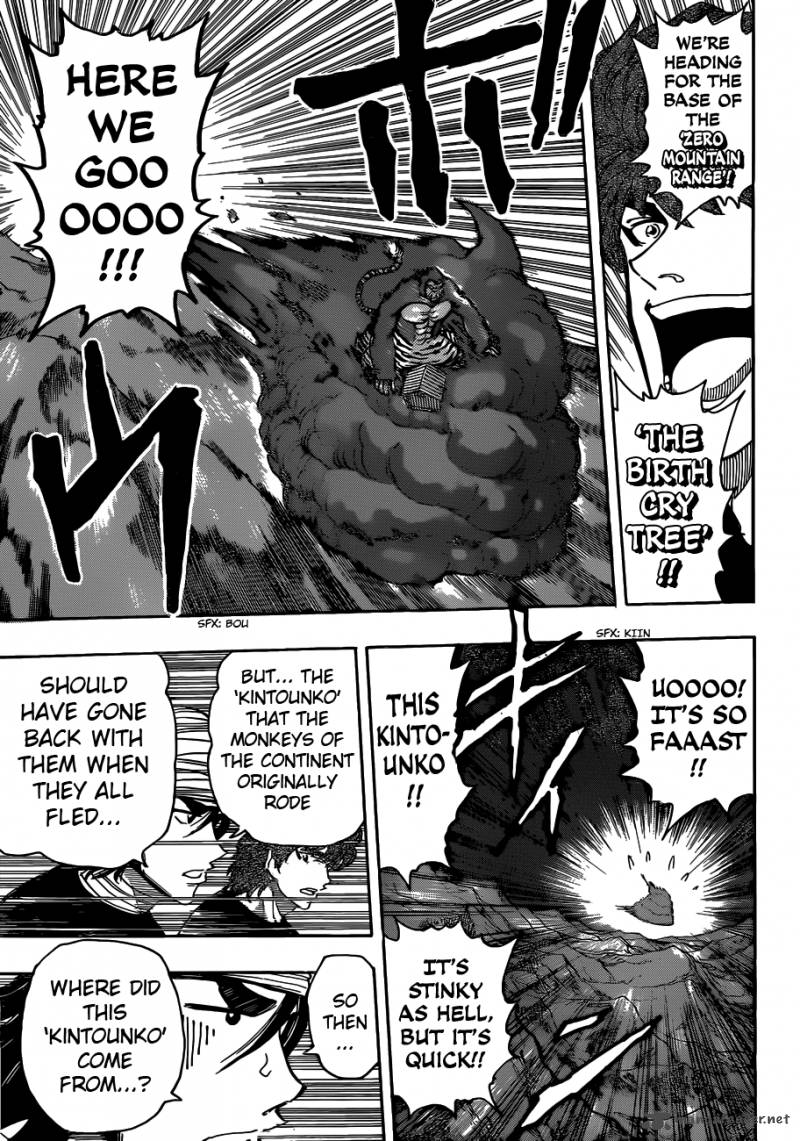 WE'RE
HEADING
FOR THE
BASE OF
THE
'ZERO
MOUNTAIN
RANGE'!
'THE
BIRTH
CRY
TREE'
!!
HERE
WE
GOO
OOOO
!!!
SFX: BOU
SFX: KIIN
UOOOO!
IT'S SO
FAAAST
!!
THIS
KINTO-
UNKO
!!
IT'S
STINKY
AS HELL,
BUT IT'S
QUICK!!
BUT... THE
'KINTOUNKO'
THAT THE
MONKEYS OF
THE CONTINENT
ORIGINALLY
RODE
SHOULD
HAVE GONE
BACK WITH
THEM WHEN
THEY ALL
FLED...
SO
THEN
...
WHERE DID
THIS
'KINTOUNKO'
COME
FROM...?